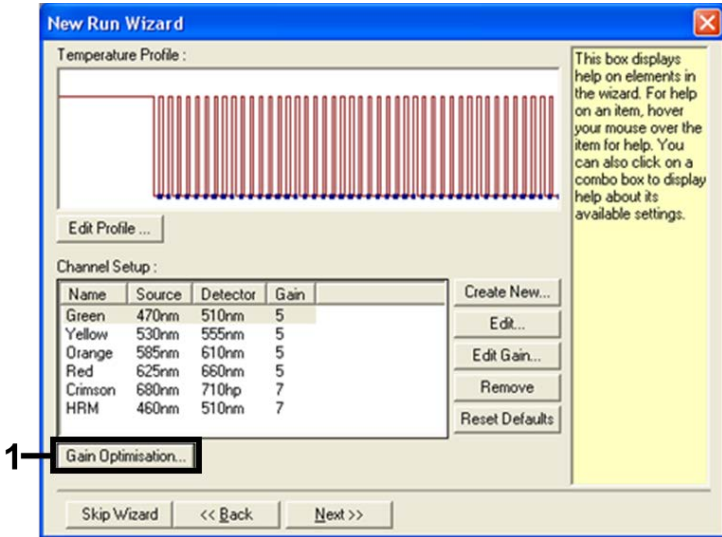 New Run Wizard
Temperature Profile :
This box displays
help on elements in
the wizard. For help
on an item, hover
your mouse over the
item for help. You
can also click on a
combo box to display
help about its
available settings.
Edit Profile ...
Channel Setup :
Name Source Detector Gain
Green 470nm 510nm 5
Yellow 530nm 555nm 5
Orange 585nm 610nm 5
Red 625nm 660nm 5
Crimson 680nm 710hp 7
HRM 460nm 510nm 7
Create New...
Edit...
Edit Gain...
Remove
Reset Defaults
1
Gain Optimisation...
Skip Wizard
<< Back
Next >>